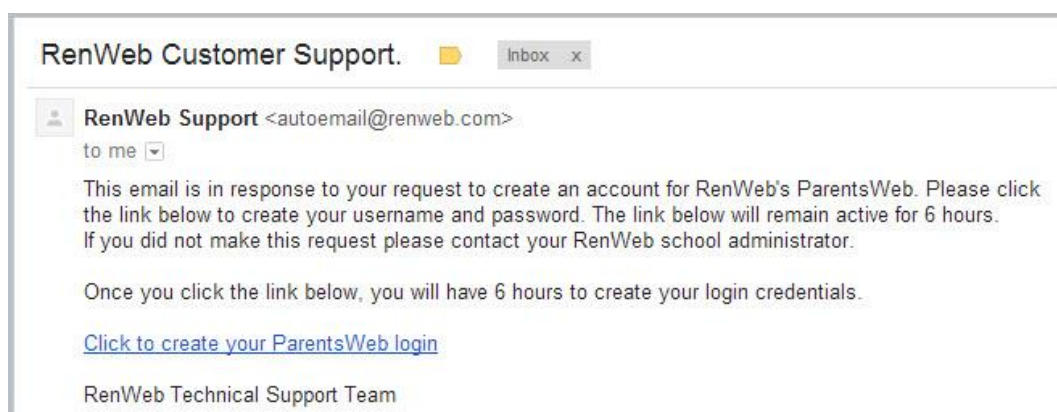 RenWeb Customer Support.
Inbox x
RenWeb Support <autoemail@renweb.com>
to me
This email is in response to your request to create an account for RenWeb's ParentsWeb. Please click
the link below to create your username and password. The link below will remain active for 6 hours.
If you did not make this request please contact your RenWeb school administrator.
Once you click the link below, you will have 6 hours to create your login credentials.
Click to create your ParentsWeb login
RenWeb Technical Support Team